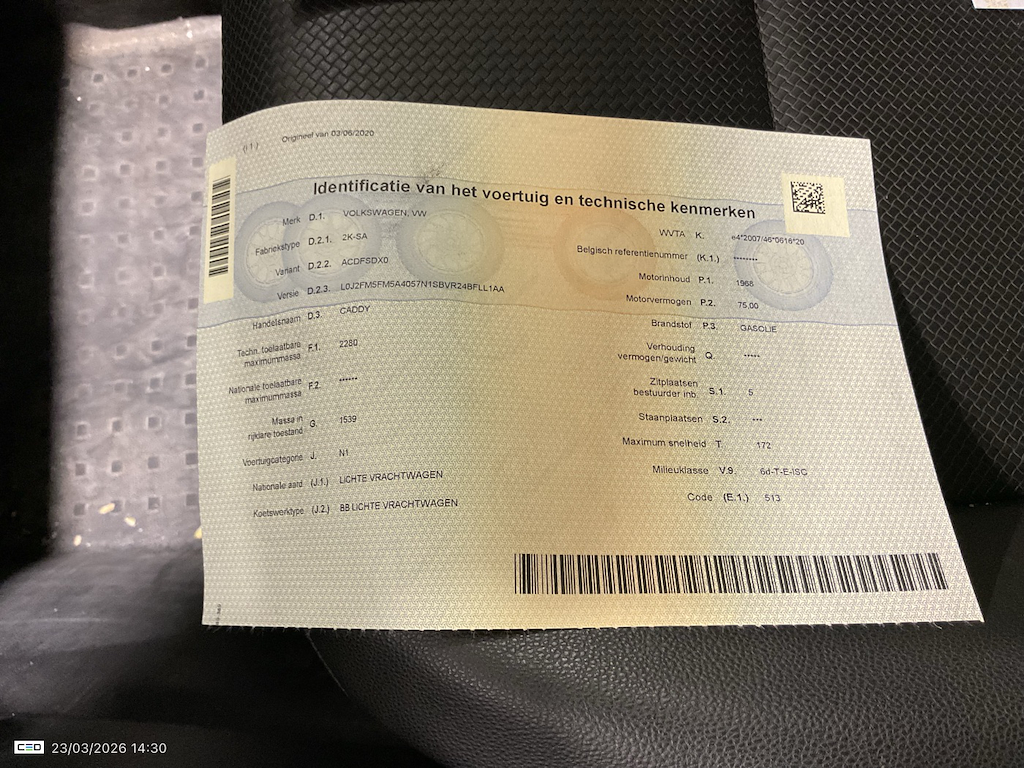 (I 1) Origineel van 03/06/2020
Identificatie van het voertuig en technische kenmerken
Merk D.1. VOLKSWAGEN, VW
Fabriekstype D.2.1. 2K-SA
Variant D.2.2. ACDFSDX0
Versie D.2.3. L0J2FM5FM5A4057N1SBVR24BFLL1AA
Handelsnaam D.3. CADDY
Techn. toelaatbare
maximummassa F.1. 2280
Nationale toelaatbare
maximummassa F.2. ******
Massa in
rijklare toestand G. 1539
Voertuigcategorie J. N1
Nationale aard (J.1.) LICHTE VRACHTWAGEN
Koetswerktype (J.2.) BB LICHTE VRACHTWAGEN
WVTA K. e4*2007/46*0616*20
Belgisch referentienummer (K.1.) ********
Motorinhoud P.1. 1968
Motorvermogen P.2. 75,00
Brandstof P.3. GASOLIE
Verhouding
vermogen/gewicht Q. *****
Zitplaatsen
bestuurder inb. S.1. 5
Staanplaatsen S.2. ***
Maximum snelheid T. 172
Milieuklasse V.9. 6d-T-E-ISC
Code (E.1.) 513
CEO 23/03/2026 14:30